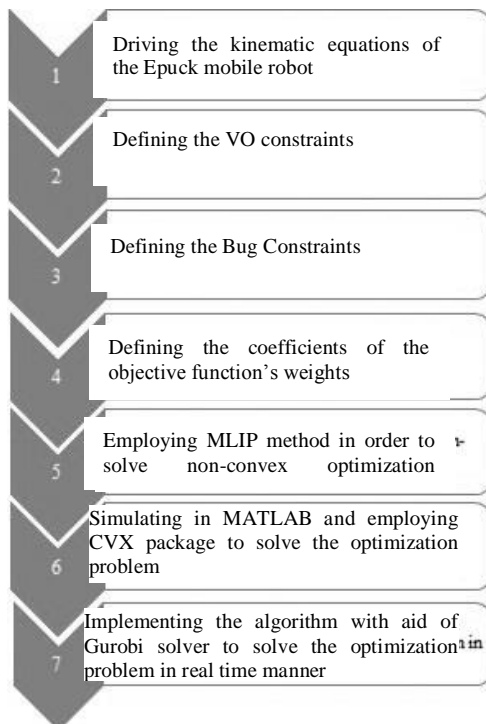 Driving the kinematic equations of
the Epuck mobile robot
1
Defining the VO constraints
2
Defining the Bug Constraints
3
Defining the coefficients of the
objective function's weights
4
Employing MLIP method in order to
solve non-convex optimization
5
Simulating in MATLAB and employing
CVX package to solve the optimization
problem
6
Implementing the algorithm with aid of
Gurobi solver to solve the optimization
problem in real time manner
7